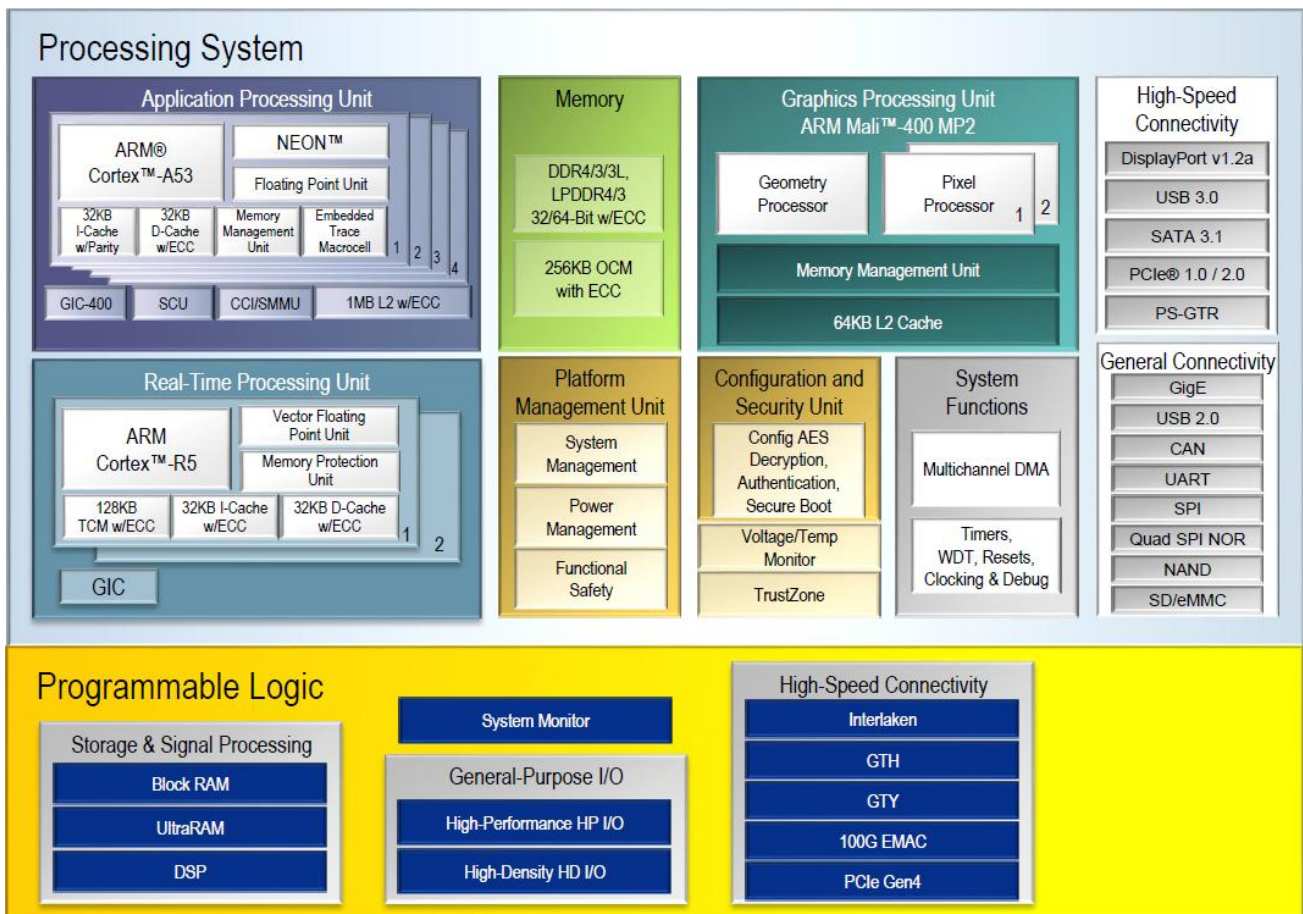 Processing System
Application Processing Unit
ARM®
Cortex™-A53
NEON™
Floating Point Unit
32KB
I-Cache
w/Parity
32KB
D-Cache
w/ECC
Memory
Management
Unit
Embedded
Trace
Macrocell
1
2
3
4
GIC-400
SCU
CCI/SMMU
1MB L2 w/ECC
Memory
DDR4/3/3L,
LPDDR4/3
32/64-Bit w/ECC
256KB OCM
with ECC
Graphics Processing Unit
ARM Mali™-400 MP2
Geometry
Processor
Pixel
Processor
1
2
Memory Management Unit
64KB L2 Cache
High-Speed
Connectivity
DisplayPort v1.2a
USB 3.0
SATA 3.1
PCIe® 1.0 / 2.0
PS-GTR
Real-Time Processing Unit
ARM
Cortex™-R5
Vector Floating
Point Unit
Memory Protection
Unit
128KB
TCM w/ECC
32KB I-Cache
w/ECC
32KB D-Cache
w/ECC
1
2
GIC
Platform
Management Unit
System
Management
Power
Management
Functional
Safety
Configuration and
Security Unit
Config AES
Decryption,
Authentication,
Secure Boot
Voltage/Temp
Monitor
TrustZone
System
Functions
Multichannel DMA
Timers,
WDT, Resets,
Clocking & Debug
General Connectivity
GigE
USB 2.0
CAN
UART
SPI
Quad SPI NOR
NAND
SD/eMMC
Programmable Logic
Storage & Signal Processing
Block RAM
UltraRAM
DSP
System Monitor
General-Purpose I/O
High-Performance HP I/O
High-Density HD I/O
High-Speed Connectivity
Interlaken
GTH
GTY
100G EMAC
PCIe Gen4